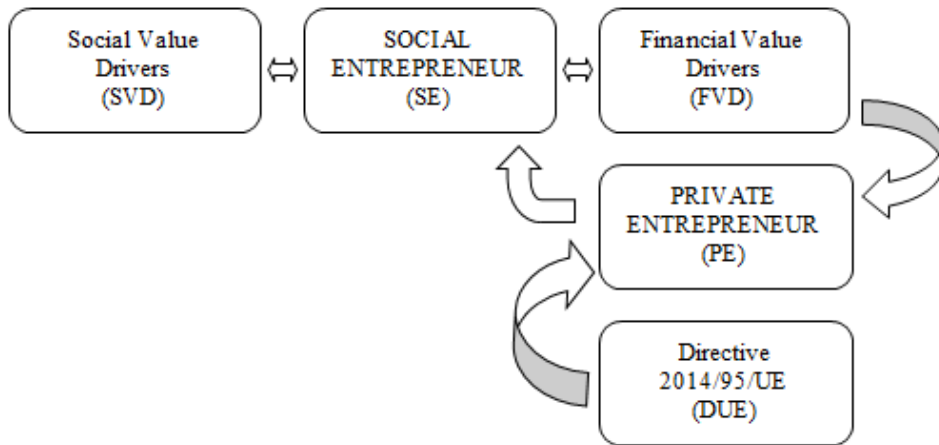 Social Value
Drivers
(SVD)
SOCIAL
ENTREPRENEUR
(SE)
Financial Value
Drivers
(FVD)
PRIVATE
ENTREPRENEUR
(PE)
Directive
2014/95/UE
(DUE)